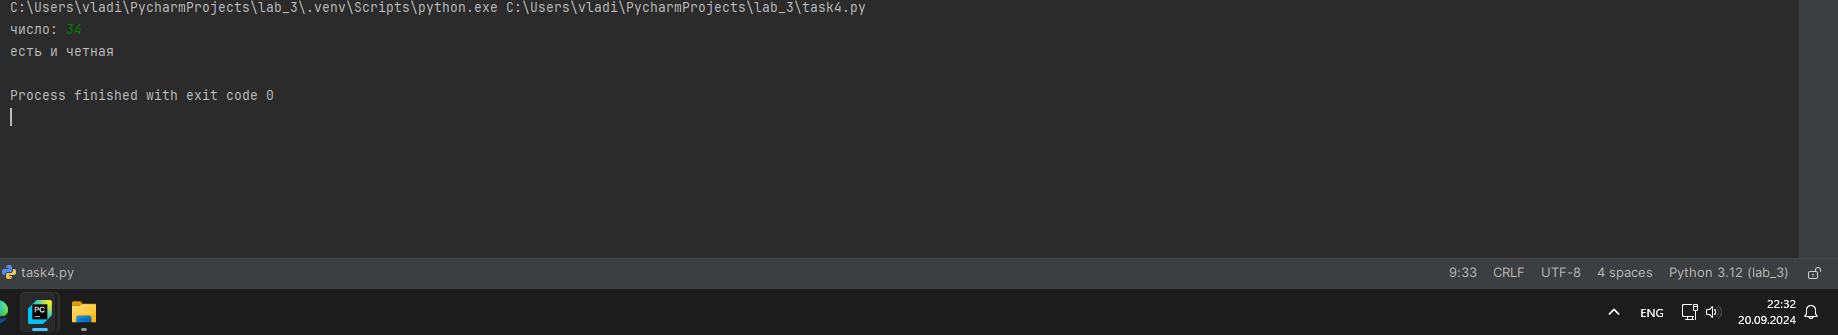 C:\Users\vladi\PycharmProjects\lab_3\.venv\Scripts\python.exe C:\Users\vladi\PycharmProjects\lab_3\task4.py
число: 34
есть и четная
Process finished with exit code 0
task4.py 9:33 CRLF UTF-8 4 spaces Python 3.12 (lab_3)
PC ENG 22:32
20.09.2024